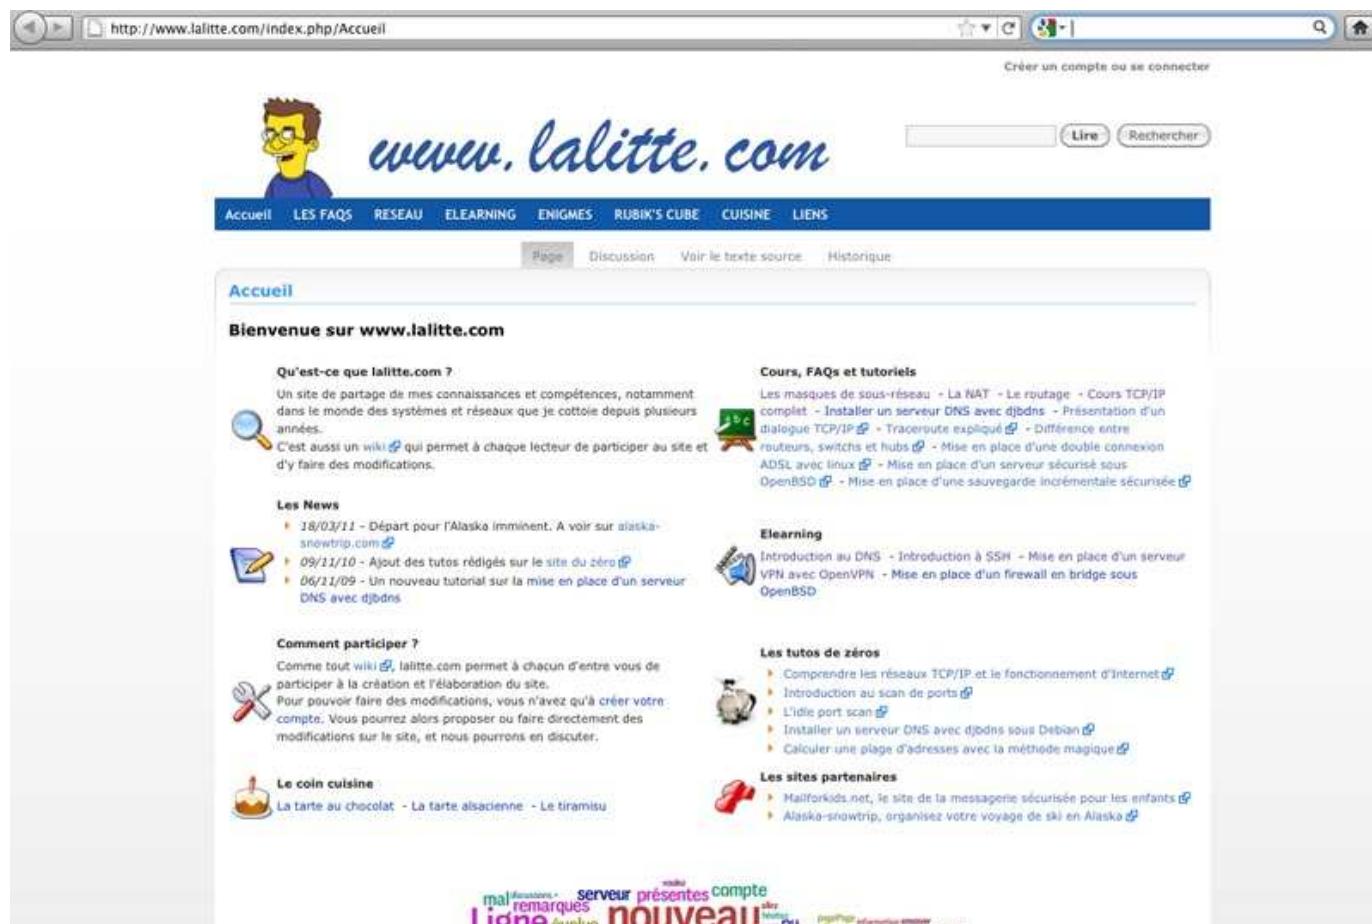 http://www.lalitte.com/index.php/Accueil
Créer un compte ou se connecter
www.lalitte.com
Lire Rechercher
Accueil LES FAQS RESEAU ELEARNING ENIGMES RUBIK'S CUBE CUISINE LIENS
Page Discussion Voir le texte source Historique
Accueil
Bienvenue sur www.lalitte.com
Qu'est-ce que lalitte.com ?
Un site de partage de mes connaissances et compétences, notamment
dans le monde des systèmes et réseaux que je cottoie depuis plusieurs
années.
C'est aussi un wiki qui permet à chaque lecteur de participer au site et
d'y faire des modifications.
Les News
18/03/11 - Départ pour l'Alaska imminent. A voir sur alaska-
snowtrip.com
09/11/10 - Ajout des tutos rédigés sur le site du zéro
06/11/09 - Un nouveau tutorial sur la mise en place d'un serveur
DNS avec djbdns
Comment participer ?
Comme tout wiki, lalitte.com permet à chacun d'entre vous de
participer à la création et l'élaboration du site.
Pour pouvoir faire des modifications, vous n'avez qu'à créer votre
compte. Vous pourrez alors proposer ou faire directement des
modifications sur le site, et nous pourrons en discuter.
Le coin cuisine
La tarte au chocolat - La tarte alsacienne - Le tiramisu
Cours, FAQs et tutoriels
abc
Les masques de sous-réseau - La NAT - Le routage - Cours TCP/IP
complet - Installer un serveur DNS avec djbdns - Présentation d'un
dialogue TCP/IP - Traceroute expliqué - Différence entre
routeurs, switchs et hubs - Mise en place d'une double connexion
ADSL avec linux - Mise en place d'un serveur sécurisé sous
OpenBSD - Mise en place d'une sauvegarde incrémentale sécurisée
Elearning
Introduction au DNS - Introduction à SSH - Mise en place d'un serveur
VPN avec OpenVPN - Mise en place d'un firewall en bridge sous
OpenBSD
Les tutos de zéros
Comprendre les réseaux TCP/IP et le fonctionnement d'Internet
Introduction au scan de ports
L'idle port scan
Installer un serveur DNS avec djbdns sous Debian
Calculer une plage d'adresses avec la méthode magique
Les sites partenaires
Mailforkids.net, le site de la messagerie sécurisée pour les enfants
Alaska-snowtrip, organisez votre voyage de ski en Alaska
mal serveur présentes compte
remarques
Ligne nouveau